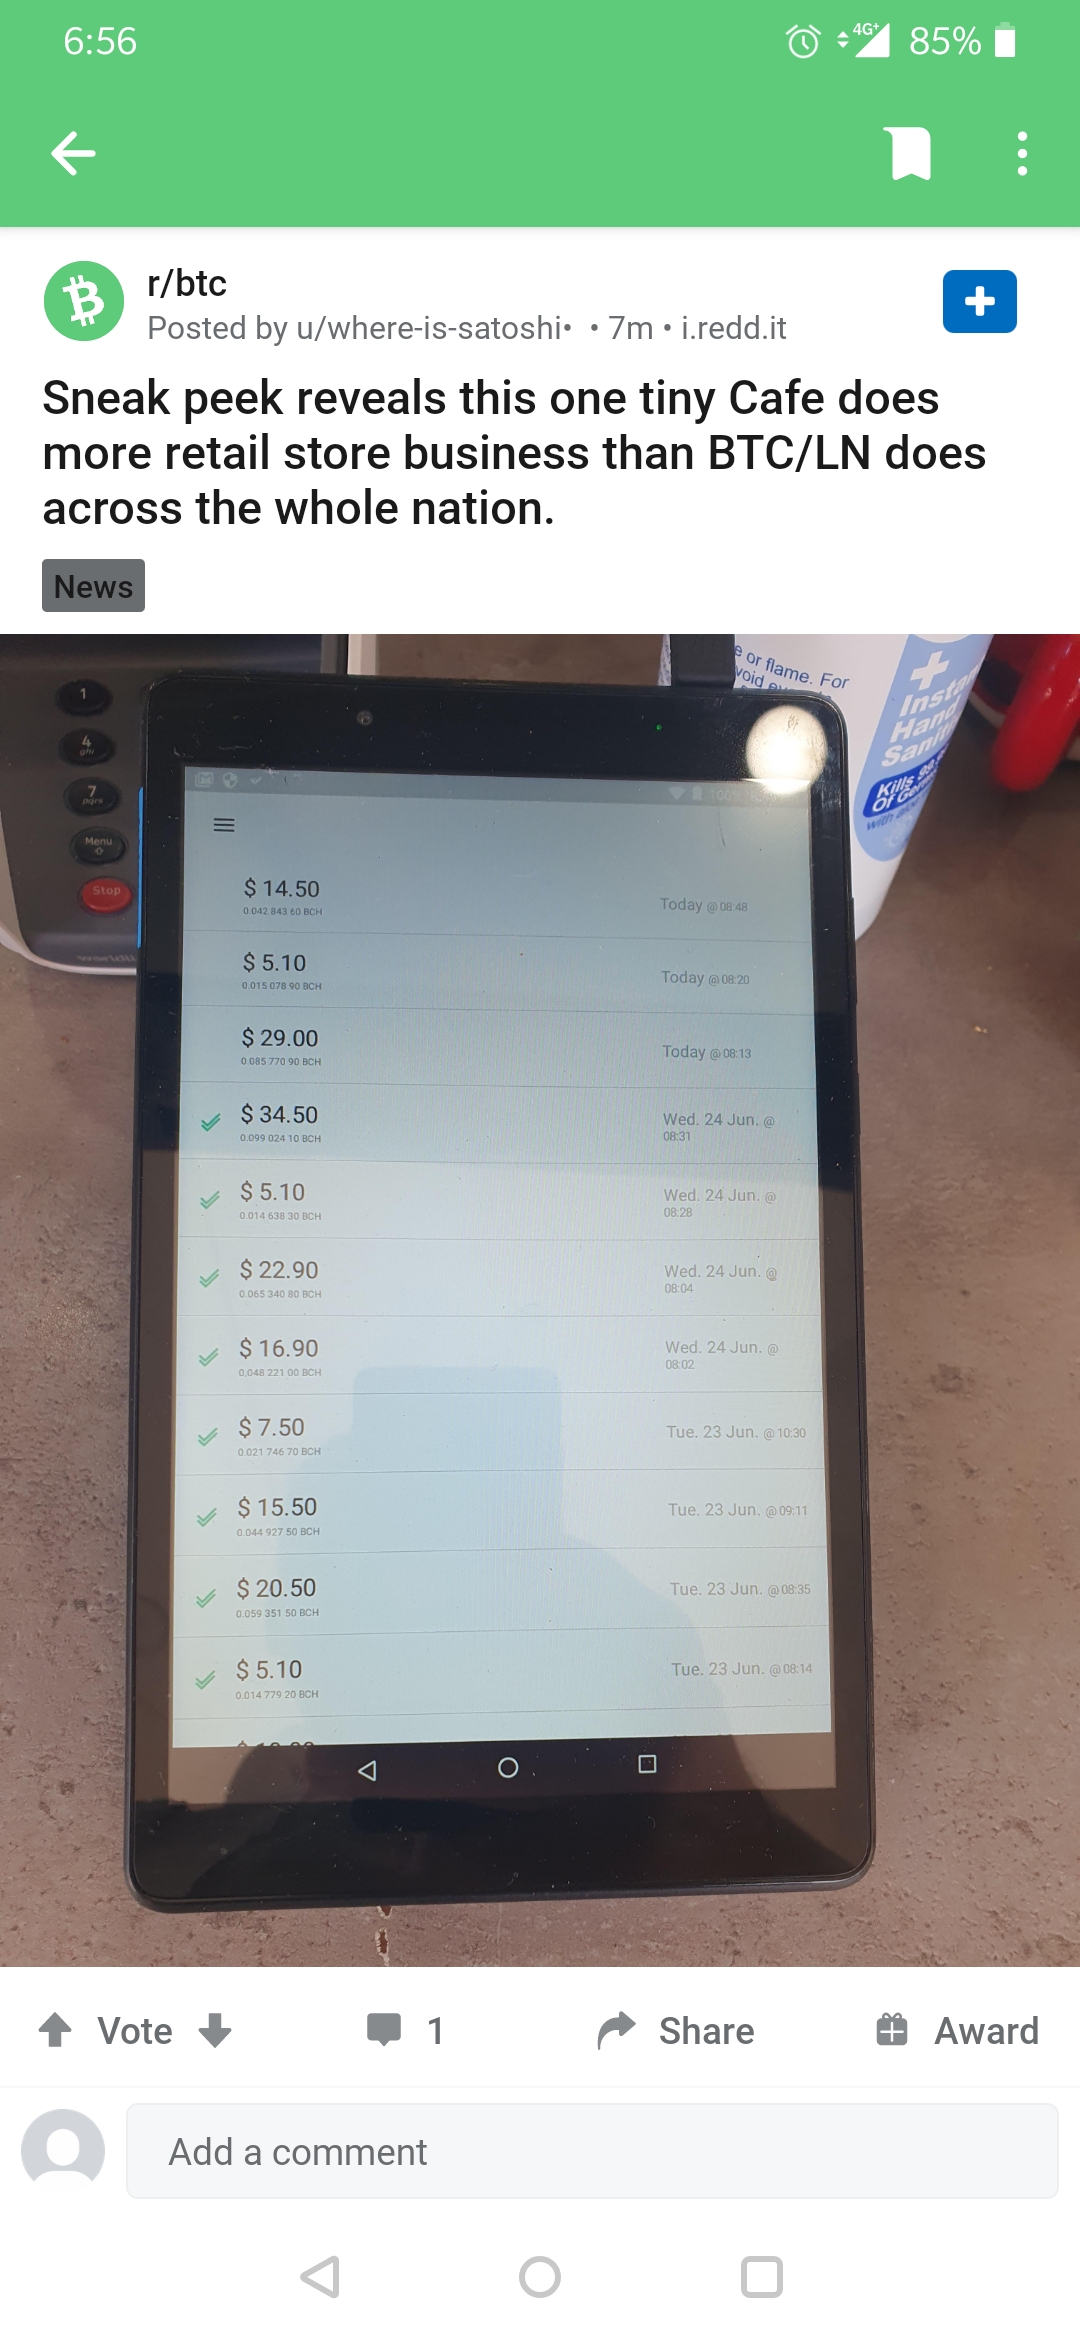 6:56
4G+ 85%
r/btc
Posted by u/where-is-satoshi• • 7m • i.redd.it
Sneak peek reveals this one tiny Cafe does
more retail store business than BTC/LN does
across the whole nation.
News
1
4
ghi
7
pqrs
Menu
Stop
e or flame. For
void
Instan
Hand
Sanit
Kills 99.9
Of Ger
with
100%
$ 14.50
0.042 843 60 BCH
Today @ 08:48
$ 5.10
0.015 078 90 BCH
Today @ 08:20
$ 29.00
0.085 770 90 BCH
Today @ 08:13
$ 34.50
0.099 024 10 BCH
Wed. 24 Jun. @
08:31
$ 5.10
0.014 638 30 BCH
Wed. 24 Jun. @
08:28
$ 22.90
0.065 340 80 BCH
Wed. 24 Jun. @
08:04
$ 16.90
0.048 221 00 BCH
Wed. 24 Jun. @
08:02
$ 7.50
0.021 746 70 BCH
Tue. 23 Jun. @ 10:30
$ 15.50
0.044 927 50 BCH
Tue. 23 Jun. @ 09:11
$ 20.50
0.059 351 50 BCH
Tue. 23 Jun. @ 08:35
$ 5.10
0.014 779 20 BCH
Tue. 23 Jun. @ 08:14
Vote
1
Share
Award
Add a comment